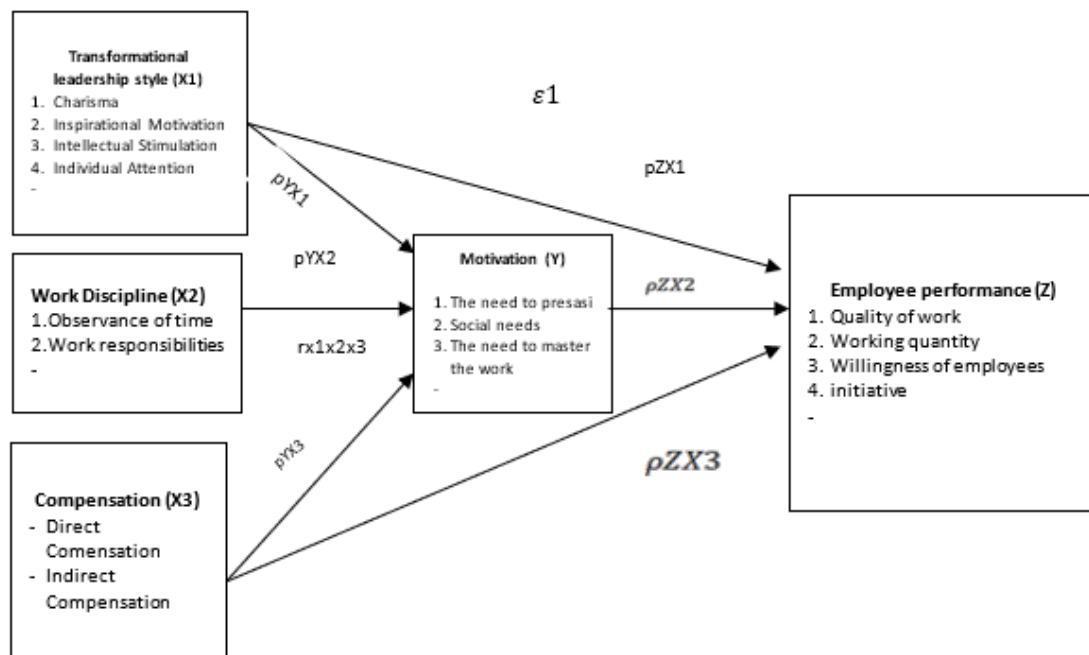 Transformational
leadership style (X1)
1. Charisma
2. Inspirational Motivation
3. Intellectual Stimulation
4. Individual Attention
-
ε1
pZX1
pYX1
pYX2
Work Discipline (X2)
1.Observance of time
2.Work responsibilities
-
rx1x2x3
Motivation (Y)
1. The need to presasi
2. Social needs
3. The need to master
the work
-
ρZX2
Employee performance (Z)
1. Quality of work
2. Working quantity
3. Willingness of employees
4. initiative
-
pYX3
ρZX3
Compensation (X3)
- Direct
Comensation
- Indirect
Compensation